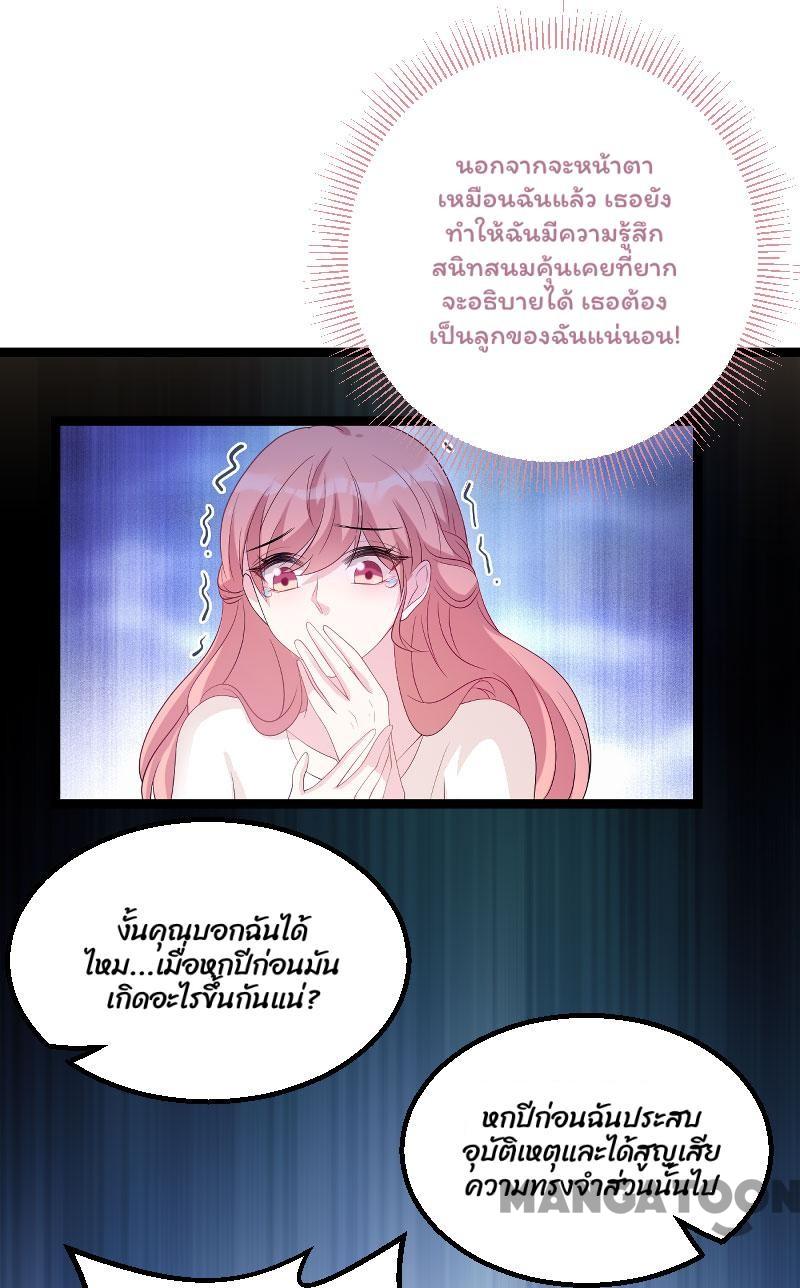 นอกจากจะหน้าตา
เหมือนฉันแล้ว เธอยัง
ทำให้ฉันมีความรู้สึก
สนิทสนมคุ้นเคยที่ยาก
จะอธิบายได้ เธอต้อง
เป็นลูกของฉันแน่นอน!
งั้นคุณบอกฉันได้
ไหม...เมื่อหกปีก่อนมัน
เกิดอะไรขึ้นกันแน่?
หกปีก่อนฉันประสบ
อุบัติเหตุและได้สูญเสีย
ความทรงจำส่วนนั้นไป
MANGATOON